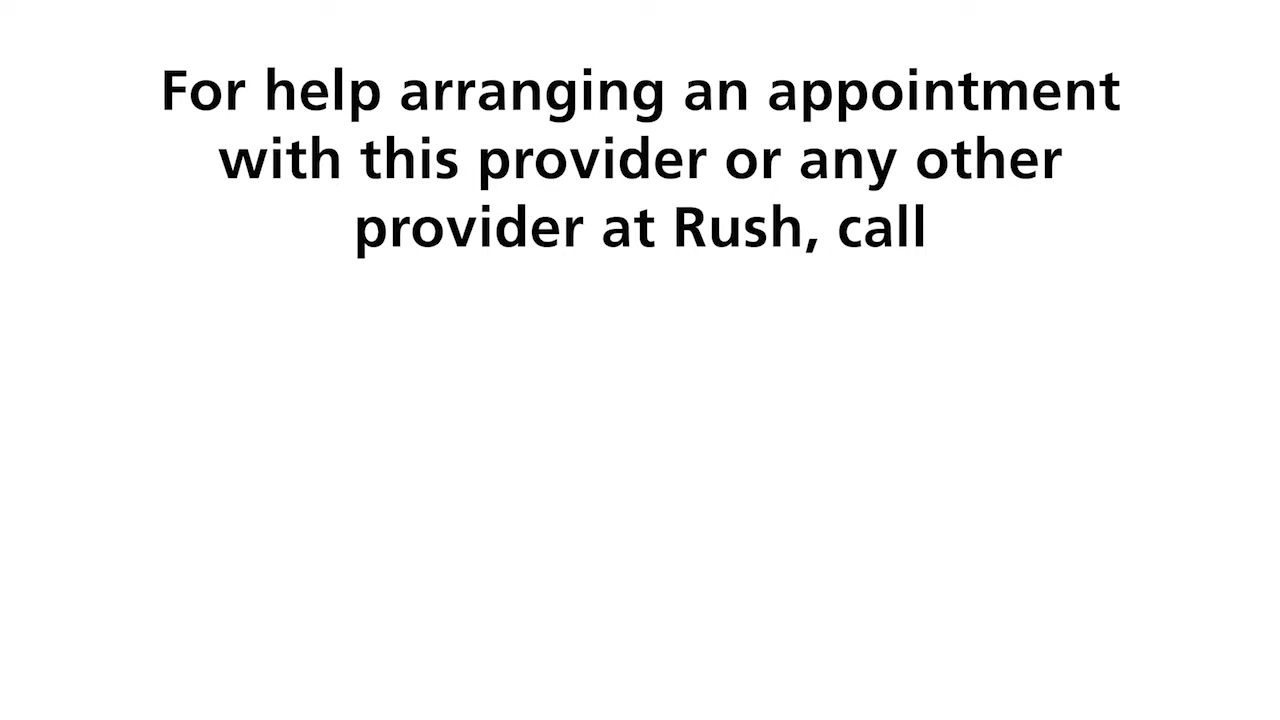 For help arranging an appointment
with this provider or any other
provider at Rush, call